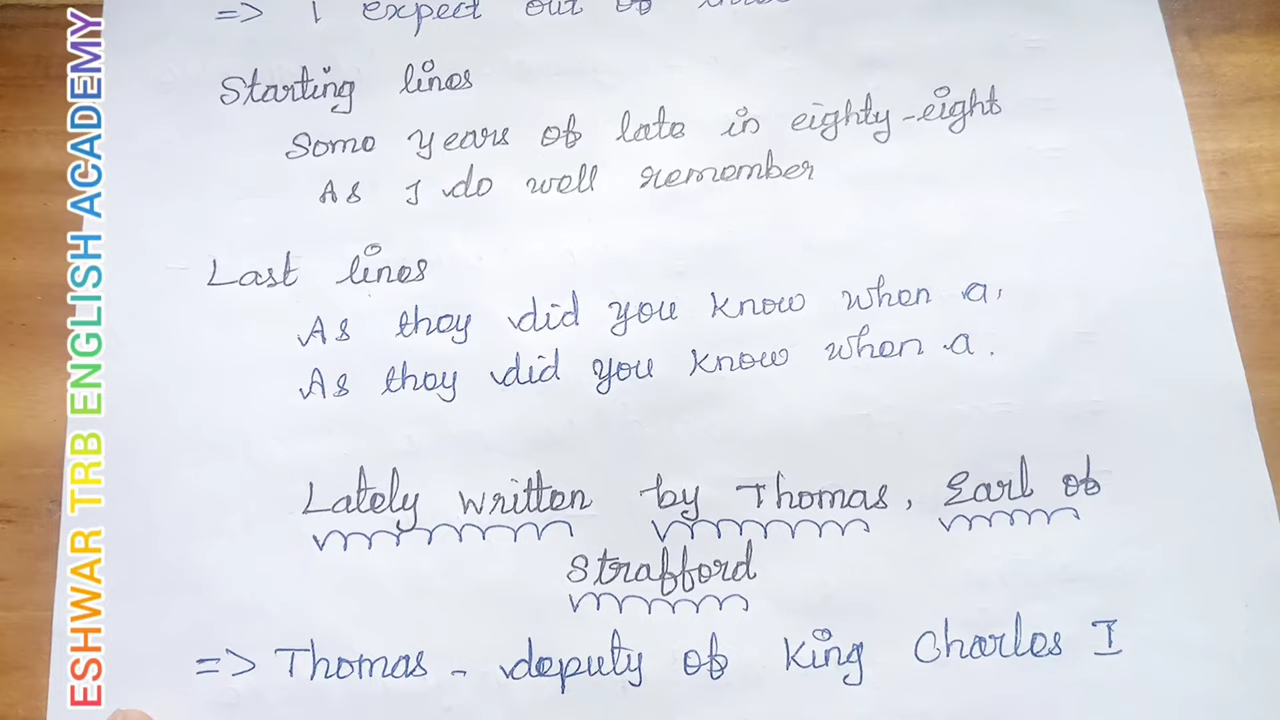 => I expect out of
Starting lines
Some years of late in eighty-eight
As I do well remember
Last lines
As they did you know when a,
As they did you know when a.
Lately written by Thomas, Earl of
Strafford
=> Thomas - deputy of King Charles I
ESHWAR TRB ENGLISH ACADEMY